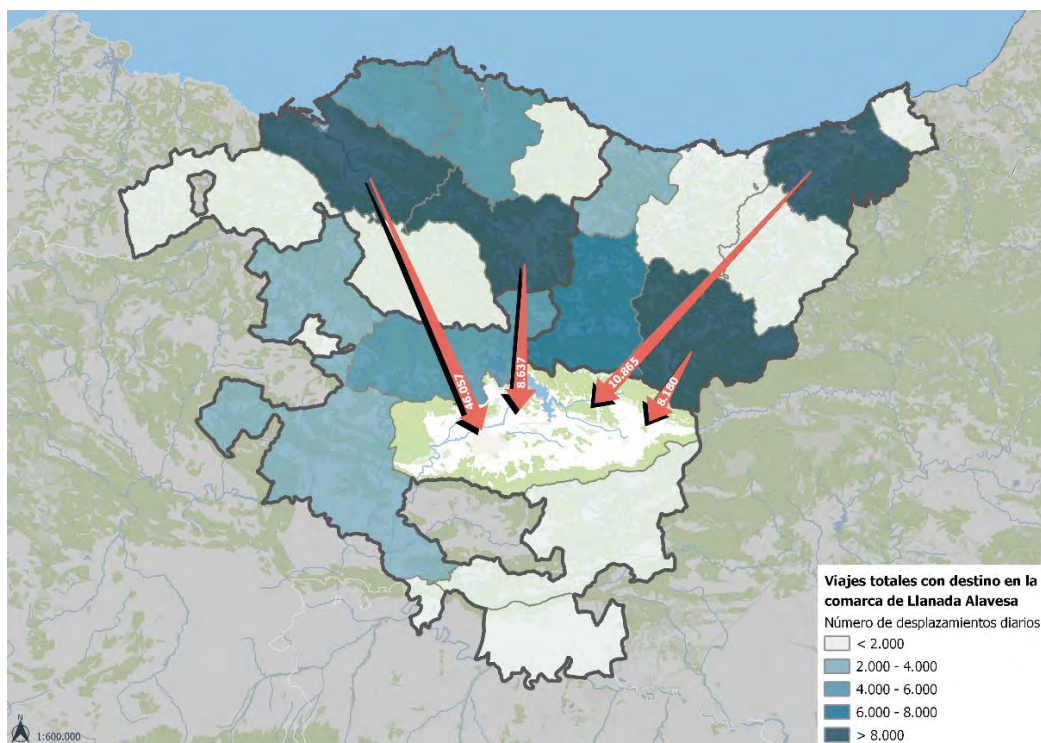 46.057
8.637
10.865
8.180
Viajes totales con destino en la
comarca de Llanada Alavesa
Número de desplazamientos diarios
< 2.000
2.000 - 4.000
4.000 - 6.000
6.000 - 8.000
> 8.000
N
1:600.000